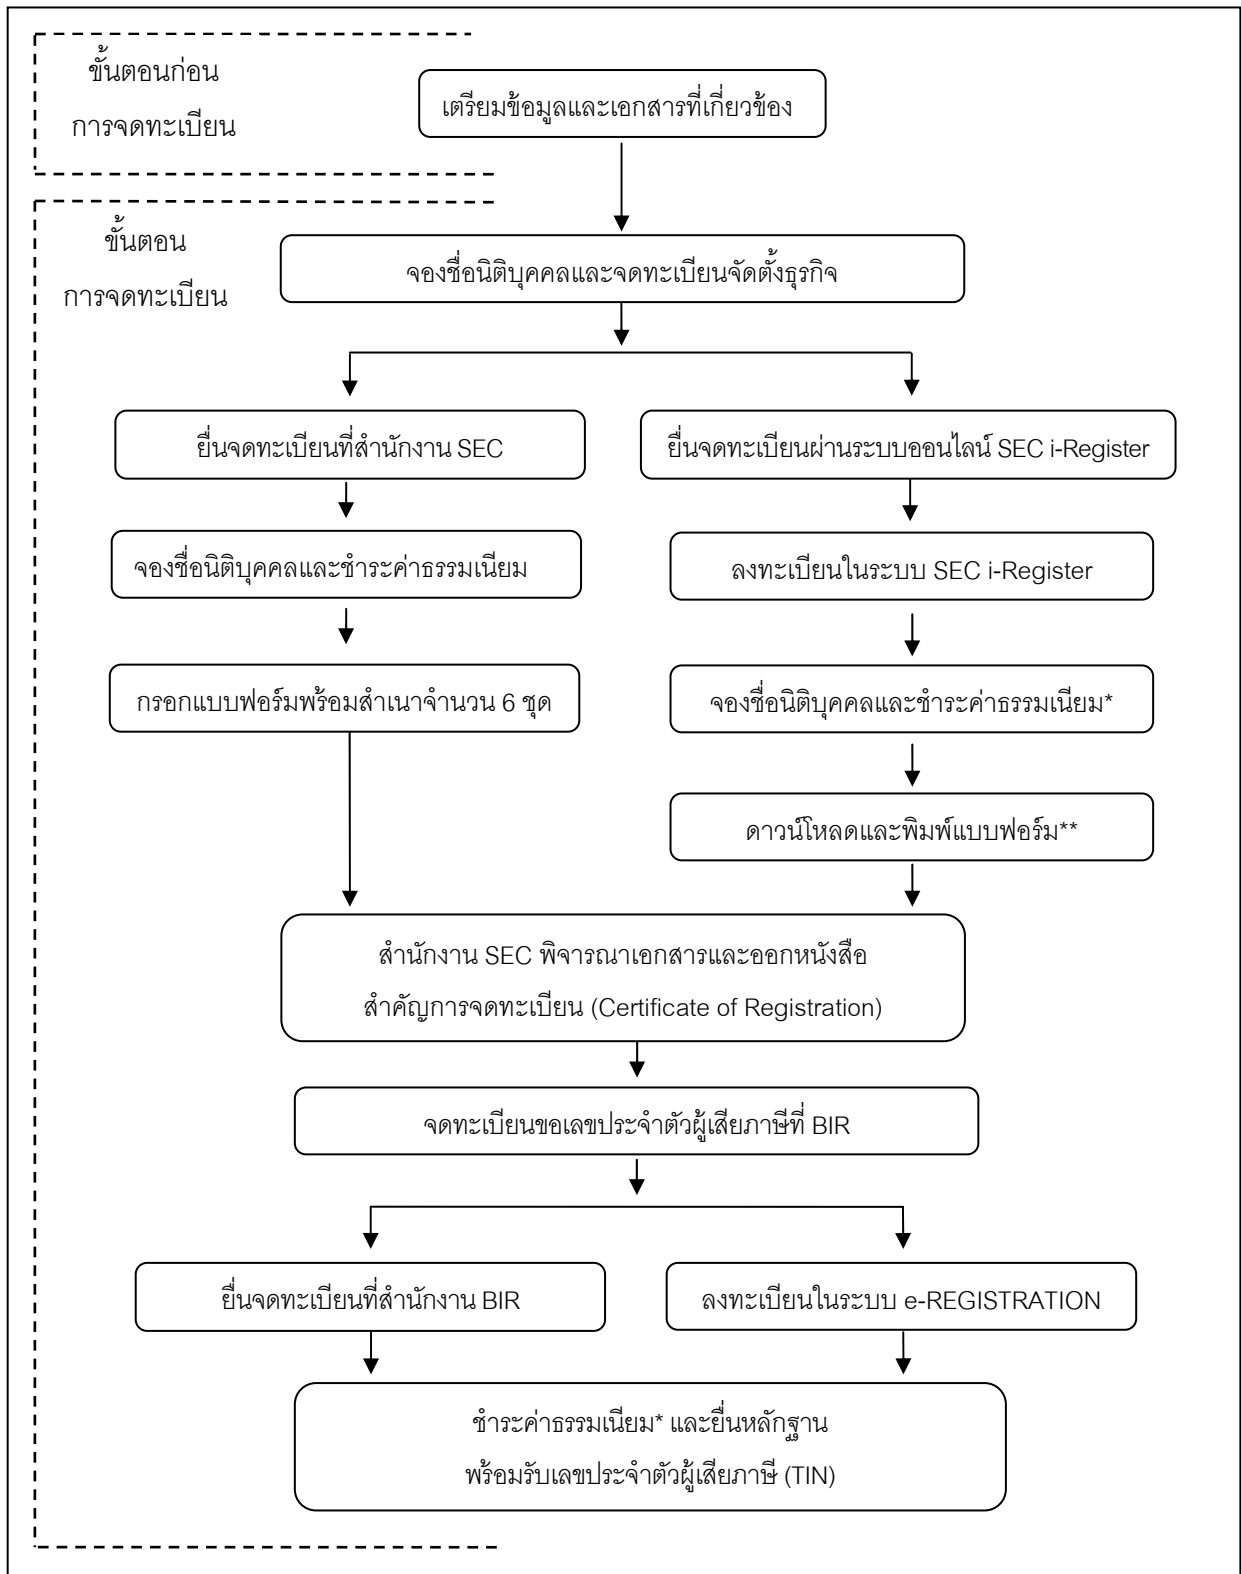 ขั้นตอนก่อน
การจดทะเบียน
เตรียมข้อมูลและเอกสารที่เกี่ยวข้อง
ขั้นตอน
การจดทะเบียน
จองชื่อนิติบุคคลและจดทะเบียนจัดตั้งธุรกิจ
ยื่นจดทะเบียนที่สำนักงาน SEC
ยื่นจดทะเบียนผ่านระบบออนไลน์ SEC i-Register
จองชื่อนิติบุคคลและชำระค่าธรรมเนียม
ลงทะเบียนในระบบ SEC i-Register
กรอกแบบฟอร์มพร้อมสำเนาจำนวน 6 ชุด
จองชื่อนิติบุคคลและชำระค่าธรรมเนียม*
ดาวน์โหลดและพิมพ์แบบฟอร์ม**
สำนักงาน SEC พิจารณาเอกสารและออกหนังสือ
สำคัญการจดทะเบียน (Certificate of Registration)
จดทะเบียนขอเลขประจำตัวผู้เสียภาษีที่ BIR
ยื่นจดทะเบียนที่สำนักงาน BIR
ลงทะเบียนในระบบ e-REGISTRATION
ชำระค่าธรรมเนียม* และยื่นหลักฐาน
พร้อมรับเลขประจำตัวผู้เสียภาษี (TIN)